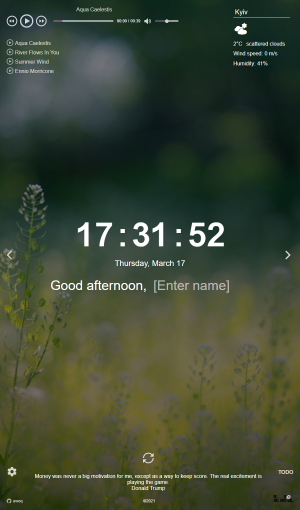 Aqua Caelestis
00:00 / 00:39
Aqua Caelestis
River Flows In You
Summer Wind
Ennio Morricone
Kyiv
2°C scattered clouds
Wind speed: 0 m/s
Humidity: 41%
17:31:52
Thursday, March 17
Good afternoon, [Enter name]
Money was never a big motivation for me, except as a way to keep score. The real excitement is
playing the game
Donald Trump
TODO
©2021